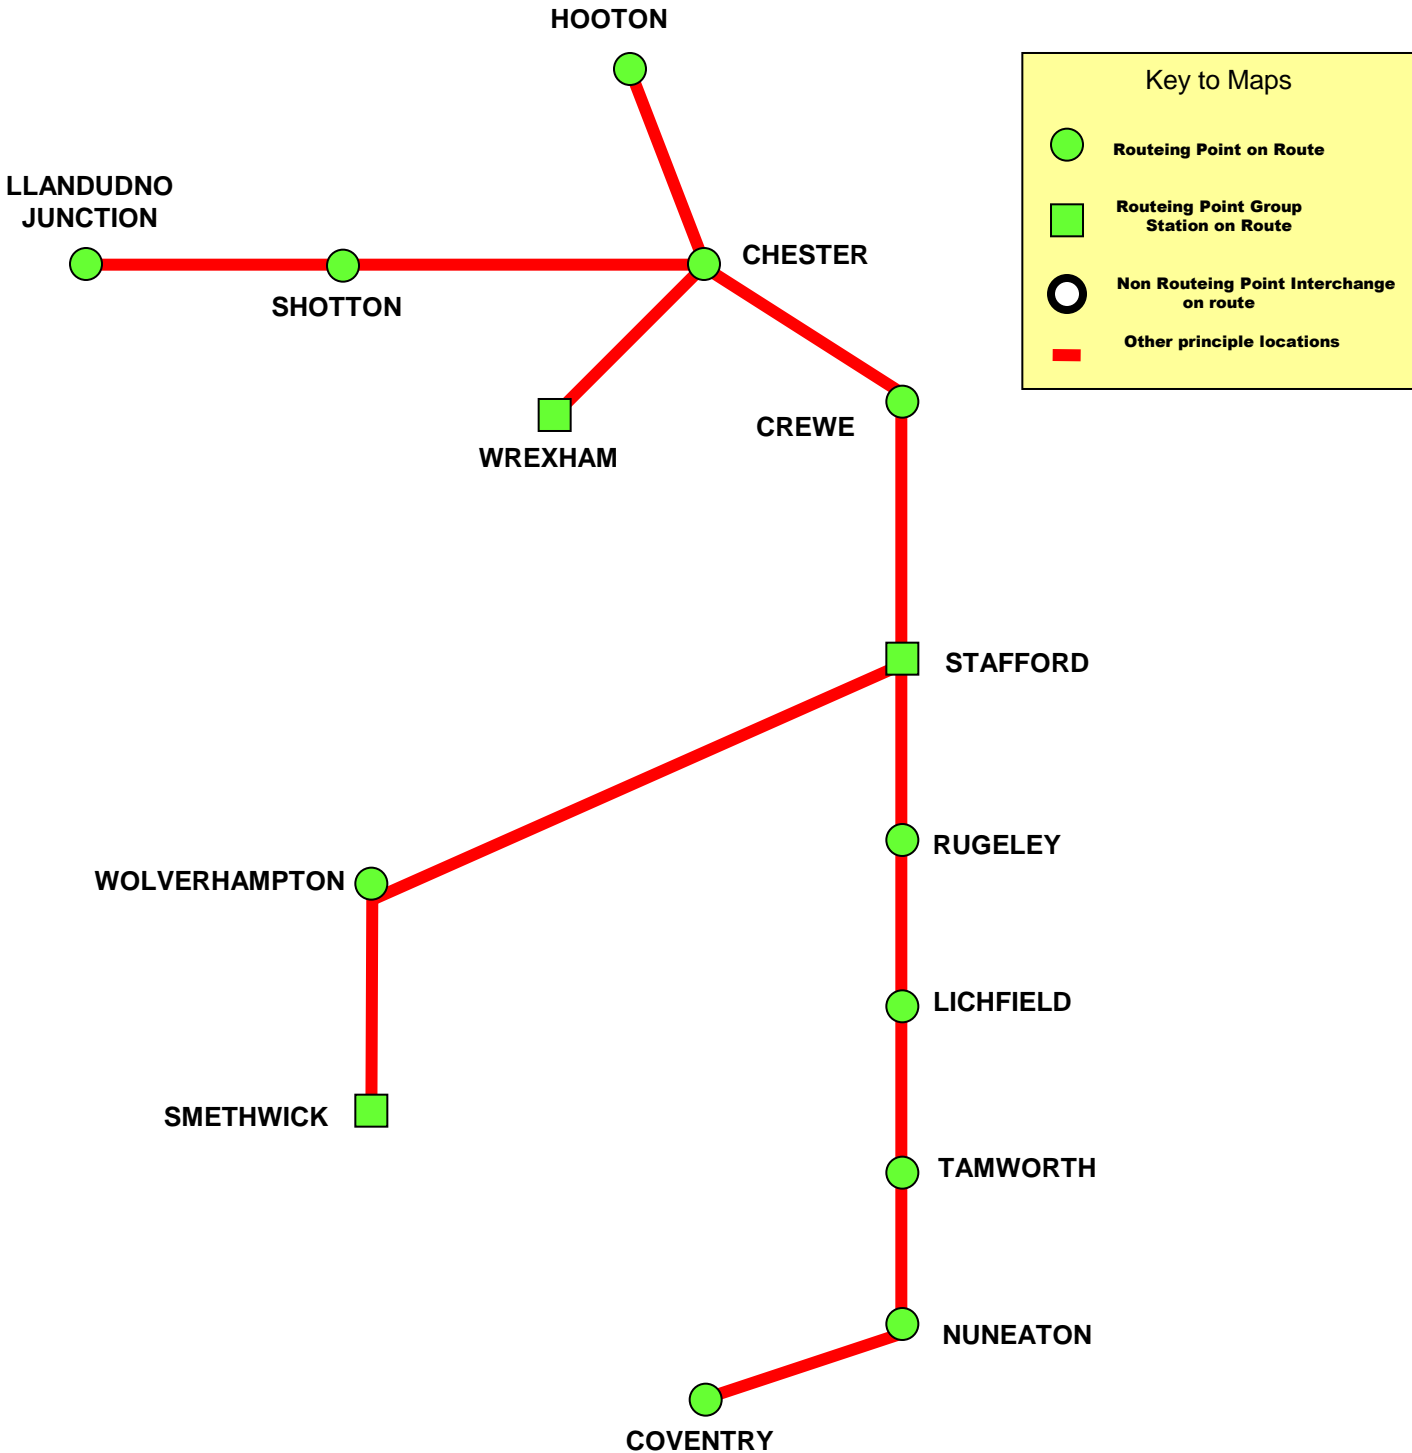 HOOTON
Key to Maps
Routeing Point on Route
Routeing Point Group
Station on Route
Non Routeing Point Interchange
on route
Other principle locations
LLANDUDNO
JUNCTION
CHESTER
SHOTTON
CREWE
WREXHAM
STAFFORD
RUGELEY
WOLVERHAMPTON
LICHFIELD
SMETHWICK
TAMWORTH
NUNEATON
COVENTRY